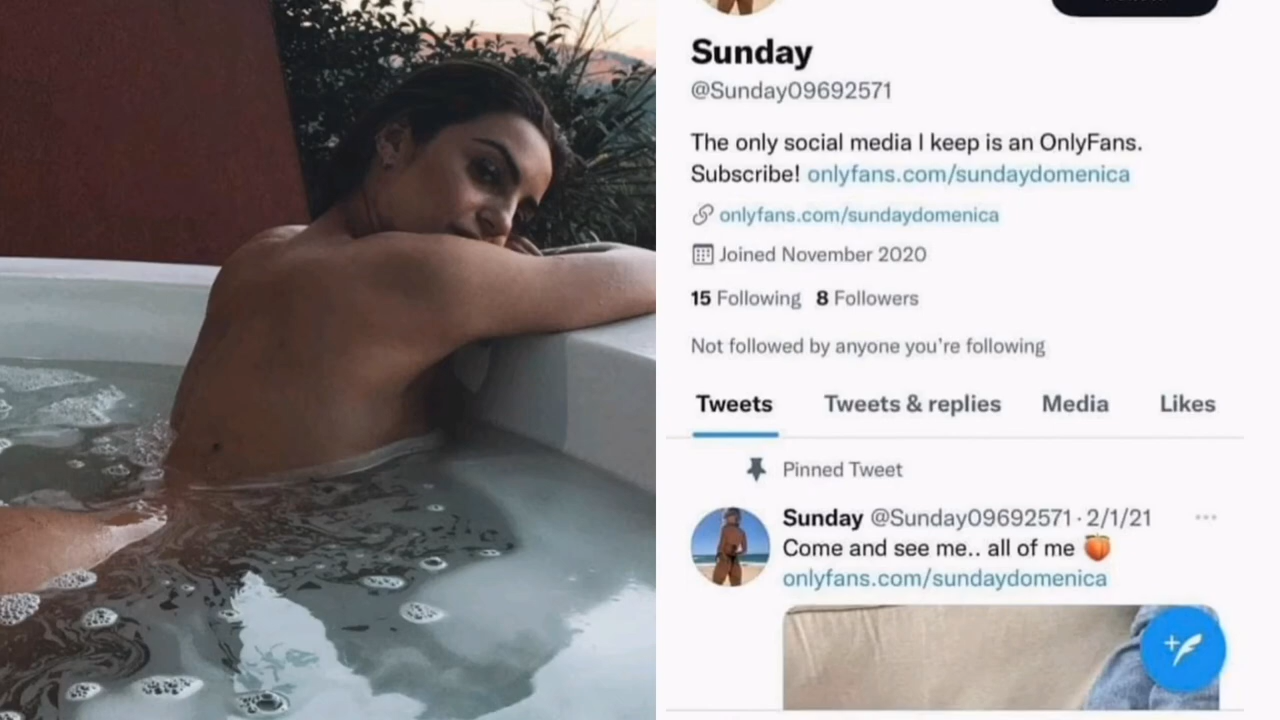 Sunday
@Sunday09692571
The only social media I keep is an OnlyFans.
Subscribe! onlyfans.com/sundaydomenica
onlyfans.com/sundaydomenica
Joined November 2020
15 Following 8 Followers
Not followed by anyone you're following
Tweets Tweets & replies Media Likes
Pinned Tweet
Sunday @Sunday09692571 · 2/1/21
Come and see me.. all of me 🍑
onlyfans.com/sundaydomenica